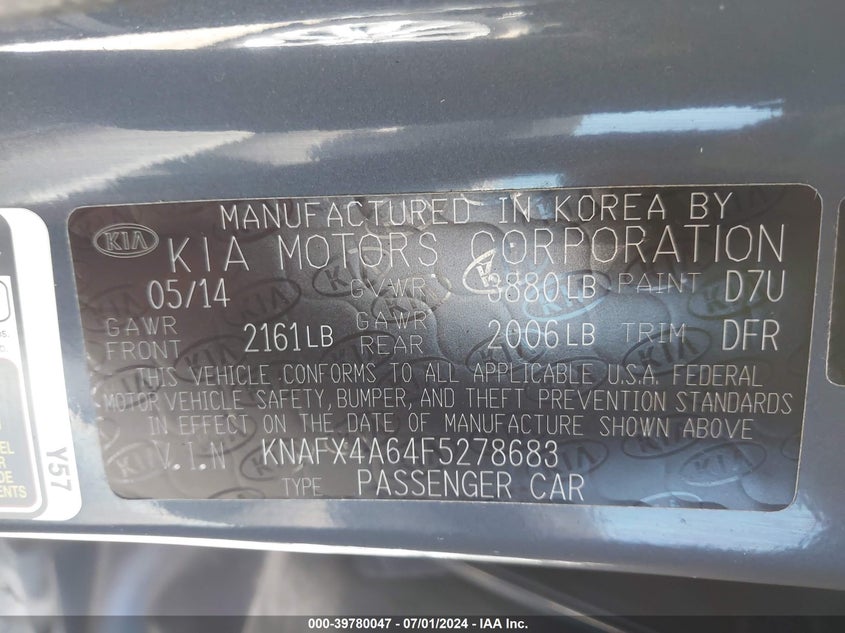 MANUFACTURED IN KOREA BY
KIA KIA MOTORS CORPORATION
05/14 GVWR 3880LB PAINT D7U
GAWR FRONT 2161LB GAWR REAR 2006LB TRIM DFR
THIS VEHICLE CONFORMS TO ALL APPLICABLE U.S.A. FEDERAL
MOTOR VEHICLE SAFETY, BUMPER, AND THEFT PREVENTION STANDARDS
IN EFFECT ON THE DATE OF MANUFACTURE SHOWN ABOVE
V.I.N KNAFX4A64F5278683
TYPE PASSENGER CAR
Y57
000-39780047 - 07/01/2024 - IAA Inc.